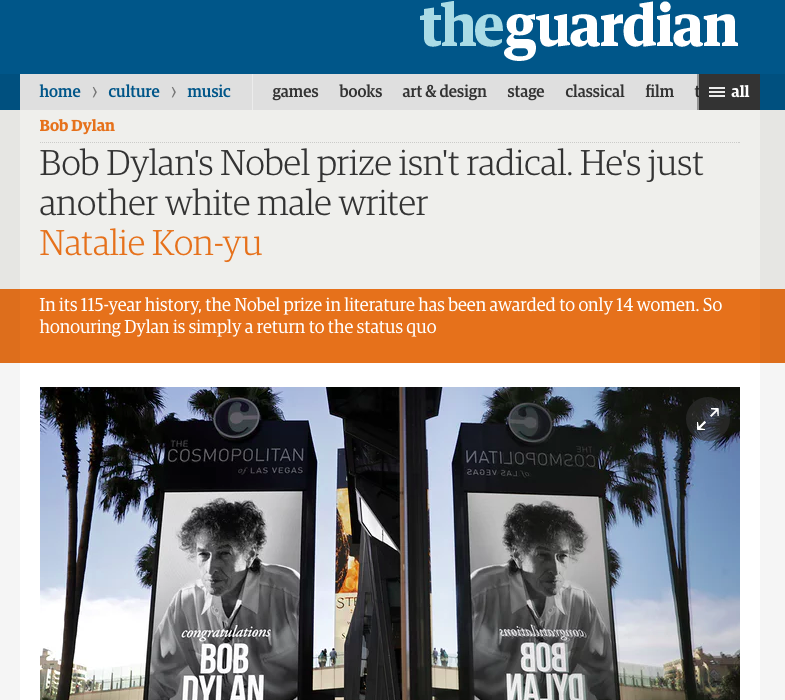 theguardian
home › culture › music games books art & design stage classical film all
Bob Dylan
Bob Dylan's Nobel prize isn't radical. He's just
another white male writer
Natalie Kon-yu
In its 115-year history, the Nobel prize in literature has been awarded to only 14 women. So
honouring Dylan is simply a return to the status quo
THE
COSMOPOLITAN
of LAS VEGAS
congratulations
BOB
DYLAN
THE
COSMOPOLITAN
of LAS VEGAS
congratulations
BOB
DYLAN